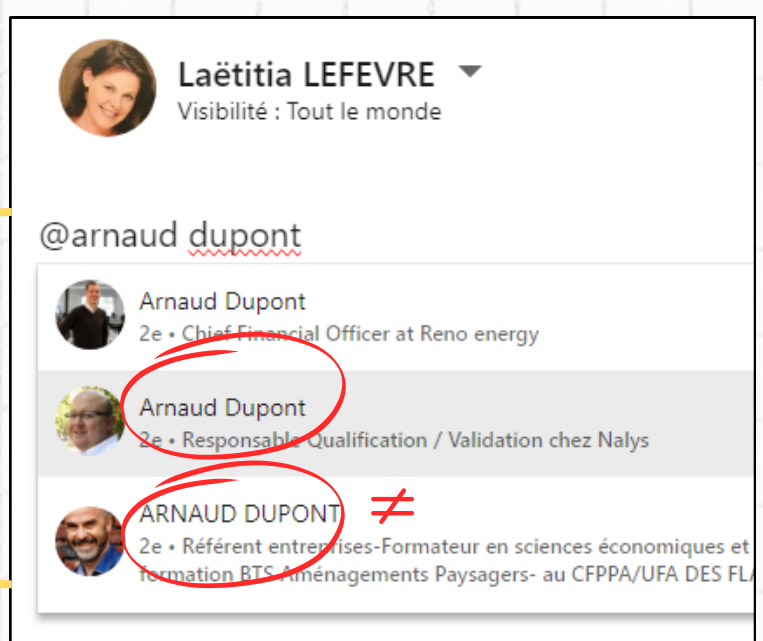 Laëtitia LEFEVRE
Visibilité : Tout le monde
@arnaud dupont
Arnaud Dupont
2e • Chief Financial Officer at Reno energy
Arnaud Dupont
2e • Responsable Qualification / Validation chez Nalys
ARNAUD DUPONT ≠
2e • Référent entreprises-Formateur en sciences économiques et
formation BTS Aménagements Paysagers- au CFPPA/UFA DES